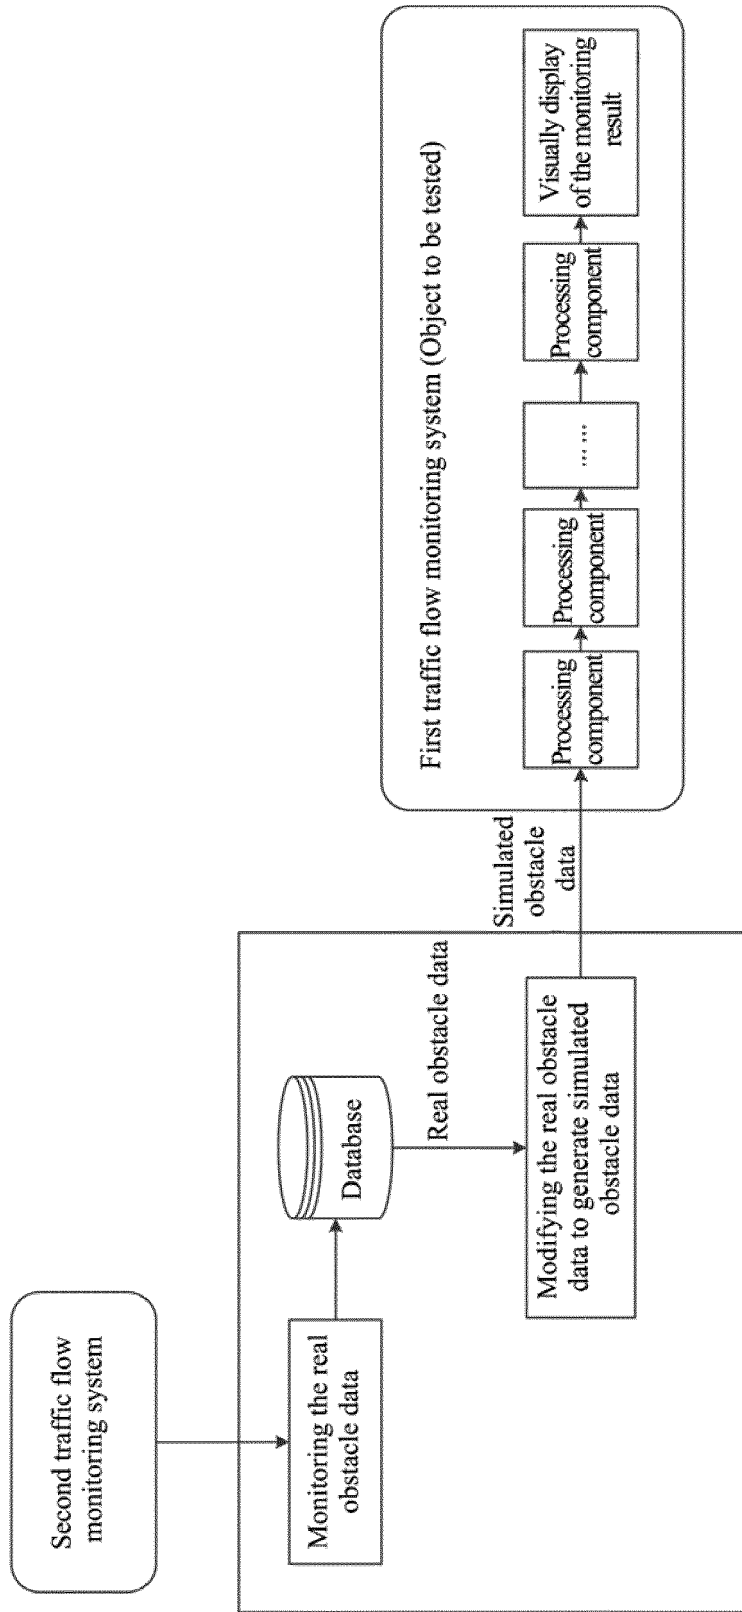 Second traffic flow
monitoring system
Monitoring the real
obstacle data
Database
Real obstacle data
Modifying the real obstacle
data to generate simulated
obstacle data
Simulated
obstacle
data
First traffic flow monitoring system (Object to be tested)
Processing
component
Processing
component
... ...
Processing
component
Visually display
of the monitoring
result